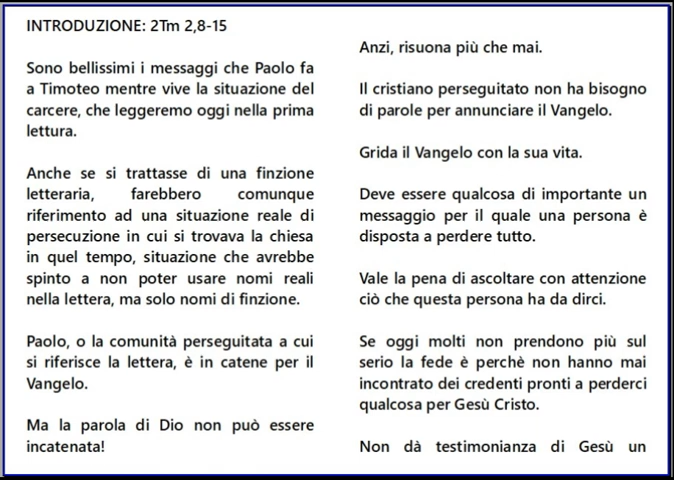 INTRODUZIONE: 2Tm 2,8-15
Sono bellissimi i messaggi che Paolo fa
a Timoteo mentre vive la situazione del
carcere, che leggeremo oggi nella prima
lettura.
Anche se si trattasse di una finzione
letteraria, farebbero comunque
riferimento ad una situazione reale di
persecuzione in cui si trovava la chiesa
in quel tempo, situazione che avrebbe
spinto a non poter usare nomi reali
nella lettera, ma solo nomi di finzione.
Paolo, o la comunità perseguitata a cui
si riferisce la lettera, è in catene per il
Vangelo.
Ma la parola di Dio non può essere
incatenata!
Anzi, risuona più che mai.
Il cristiano perseguitato non ha bisogno
di parole per annunciare il Vangelo.
Grida il Vangelo con la sua vita.
Deve essere qualcosa di importante un
messaggio per il quale una persona è
disposta a perdere tutto.
Vale la pena di ascoltare con attenzione
ciò che questa persona ha da dirci.
Se oggi molti non prendono più sul
serio la fede è perchè non hanno mai
incontrato dei credenti pronti a perderci
qualcosa per Gesù Cristo.
Non dà testimonianza di Gesù un